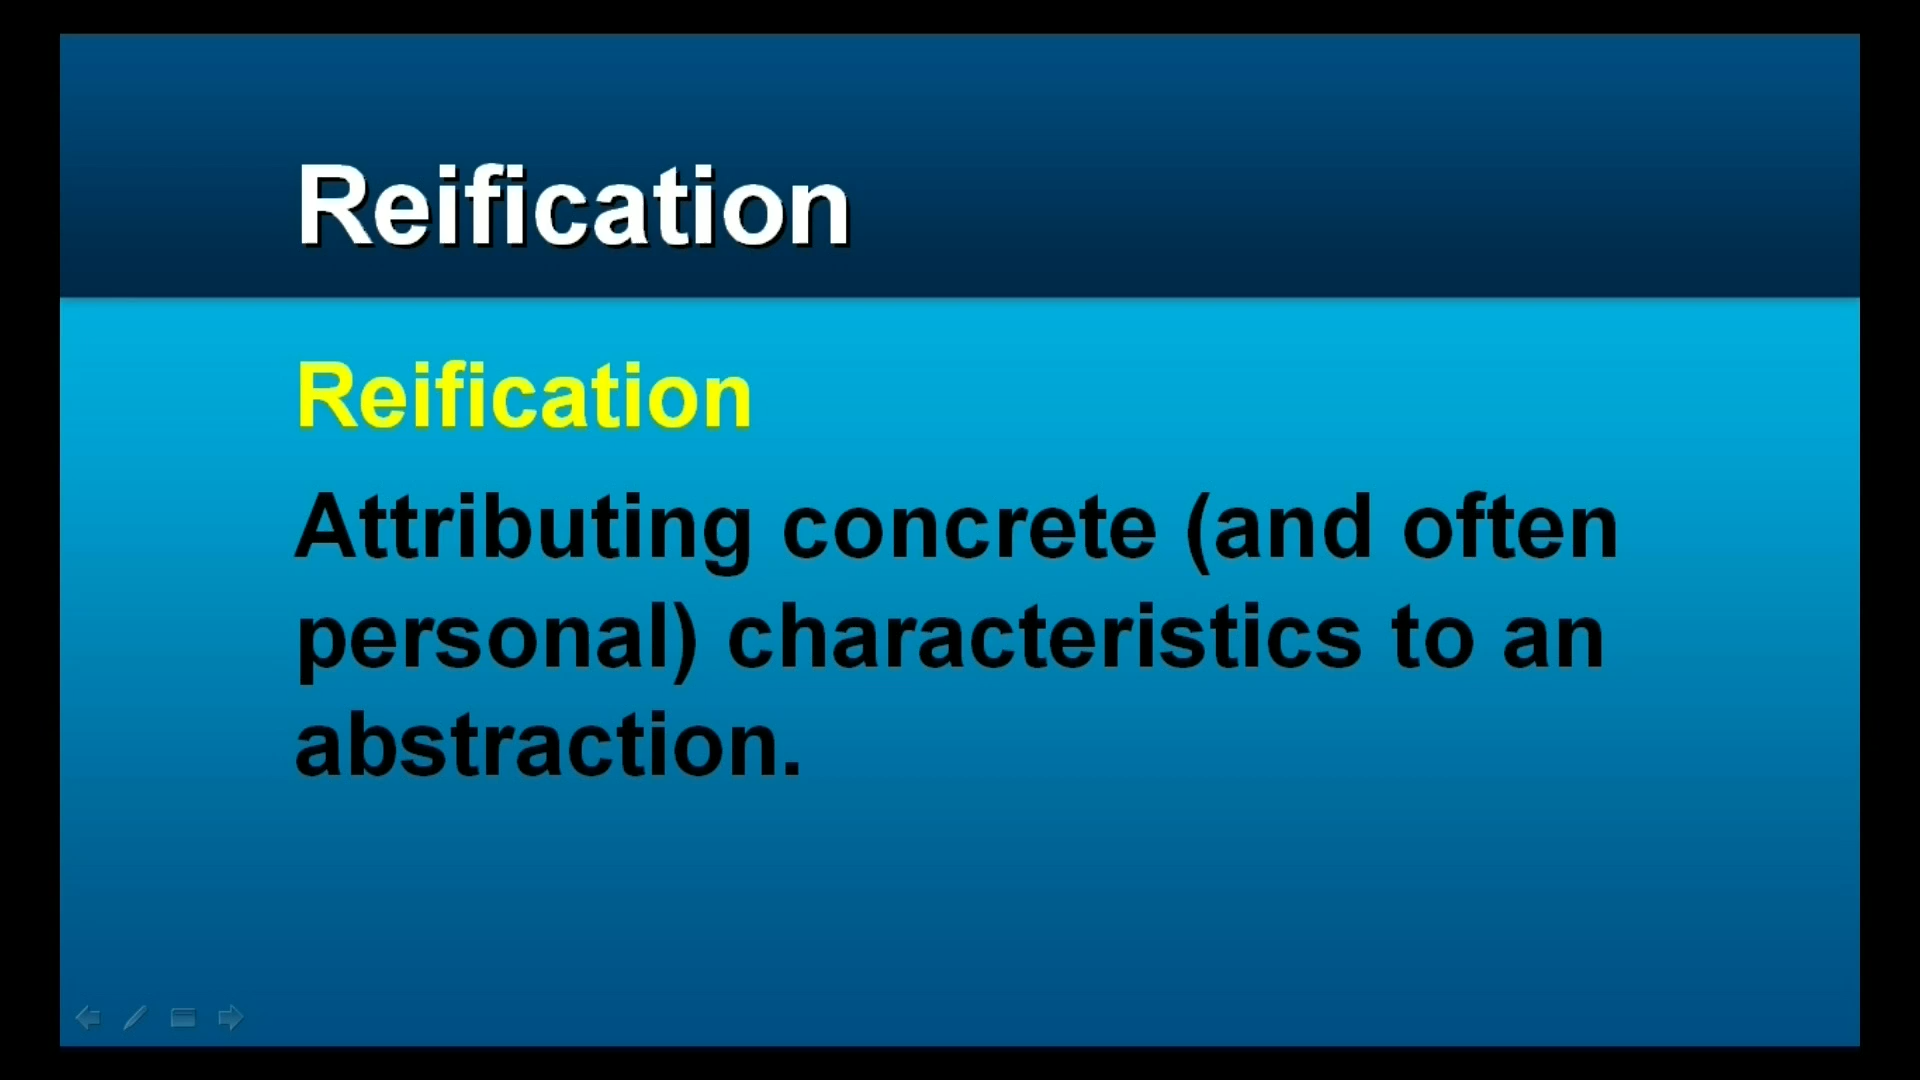 Reification
Reification
Attributing concrete (and often
personal) characteristics to an
abstraction.